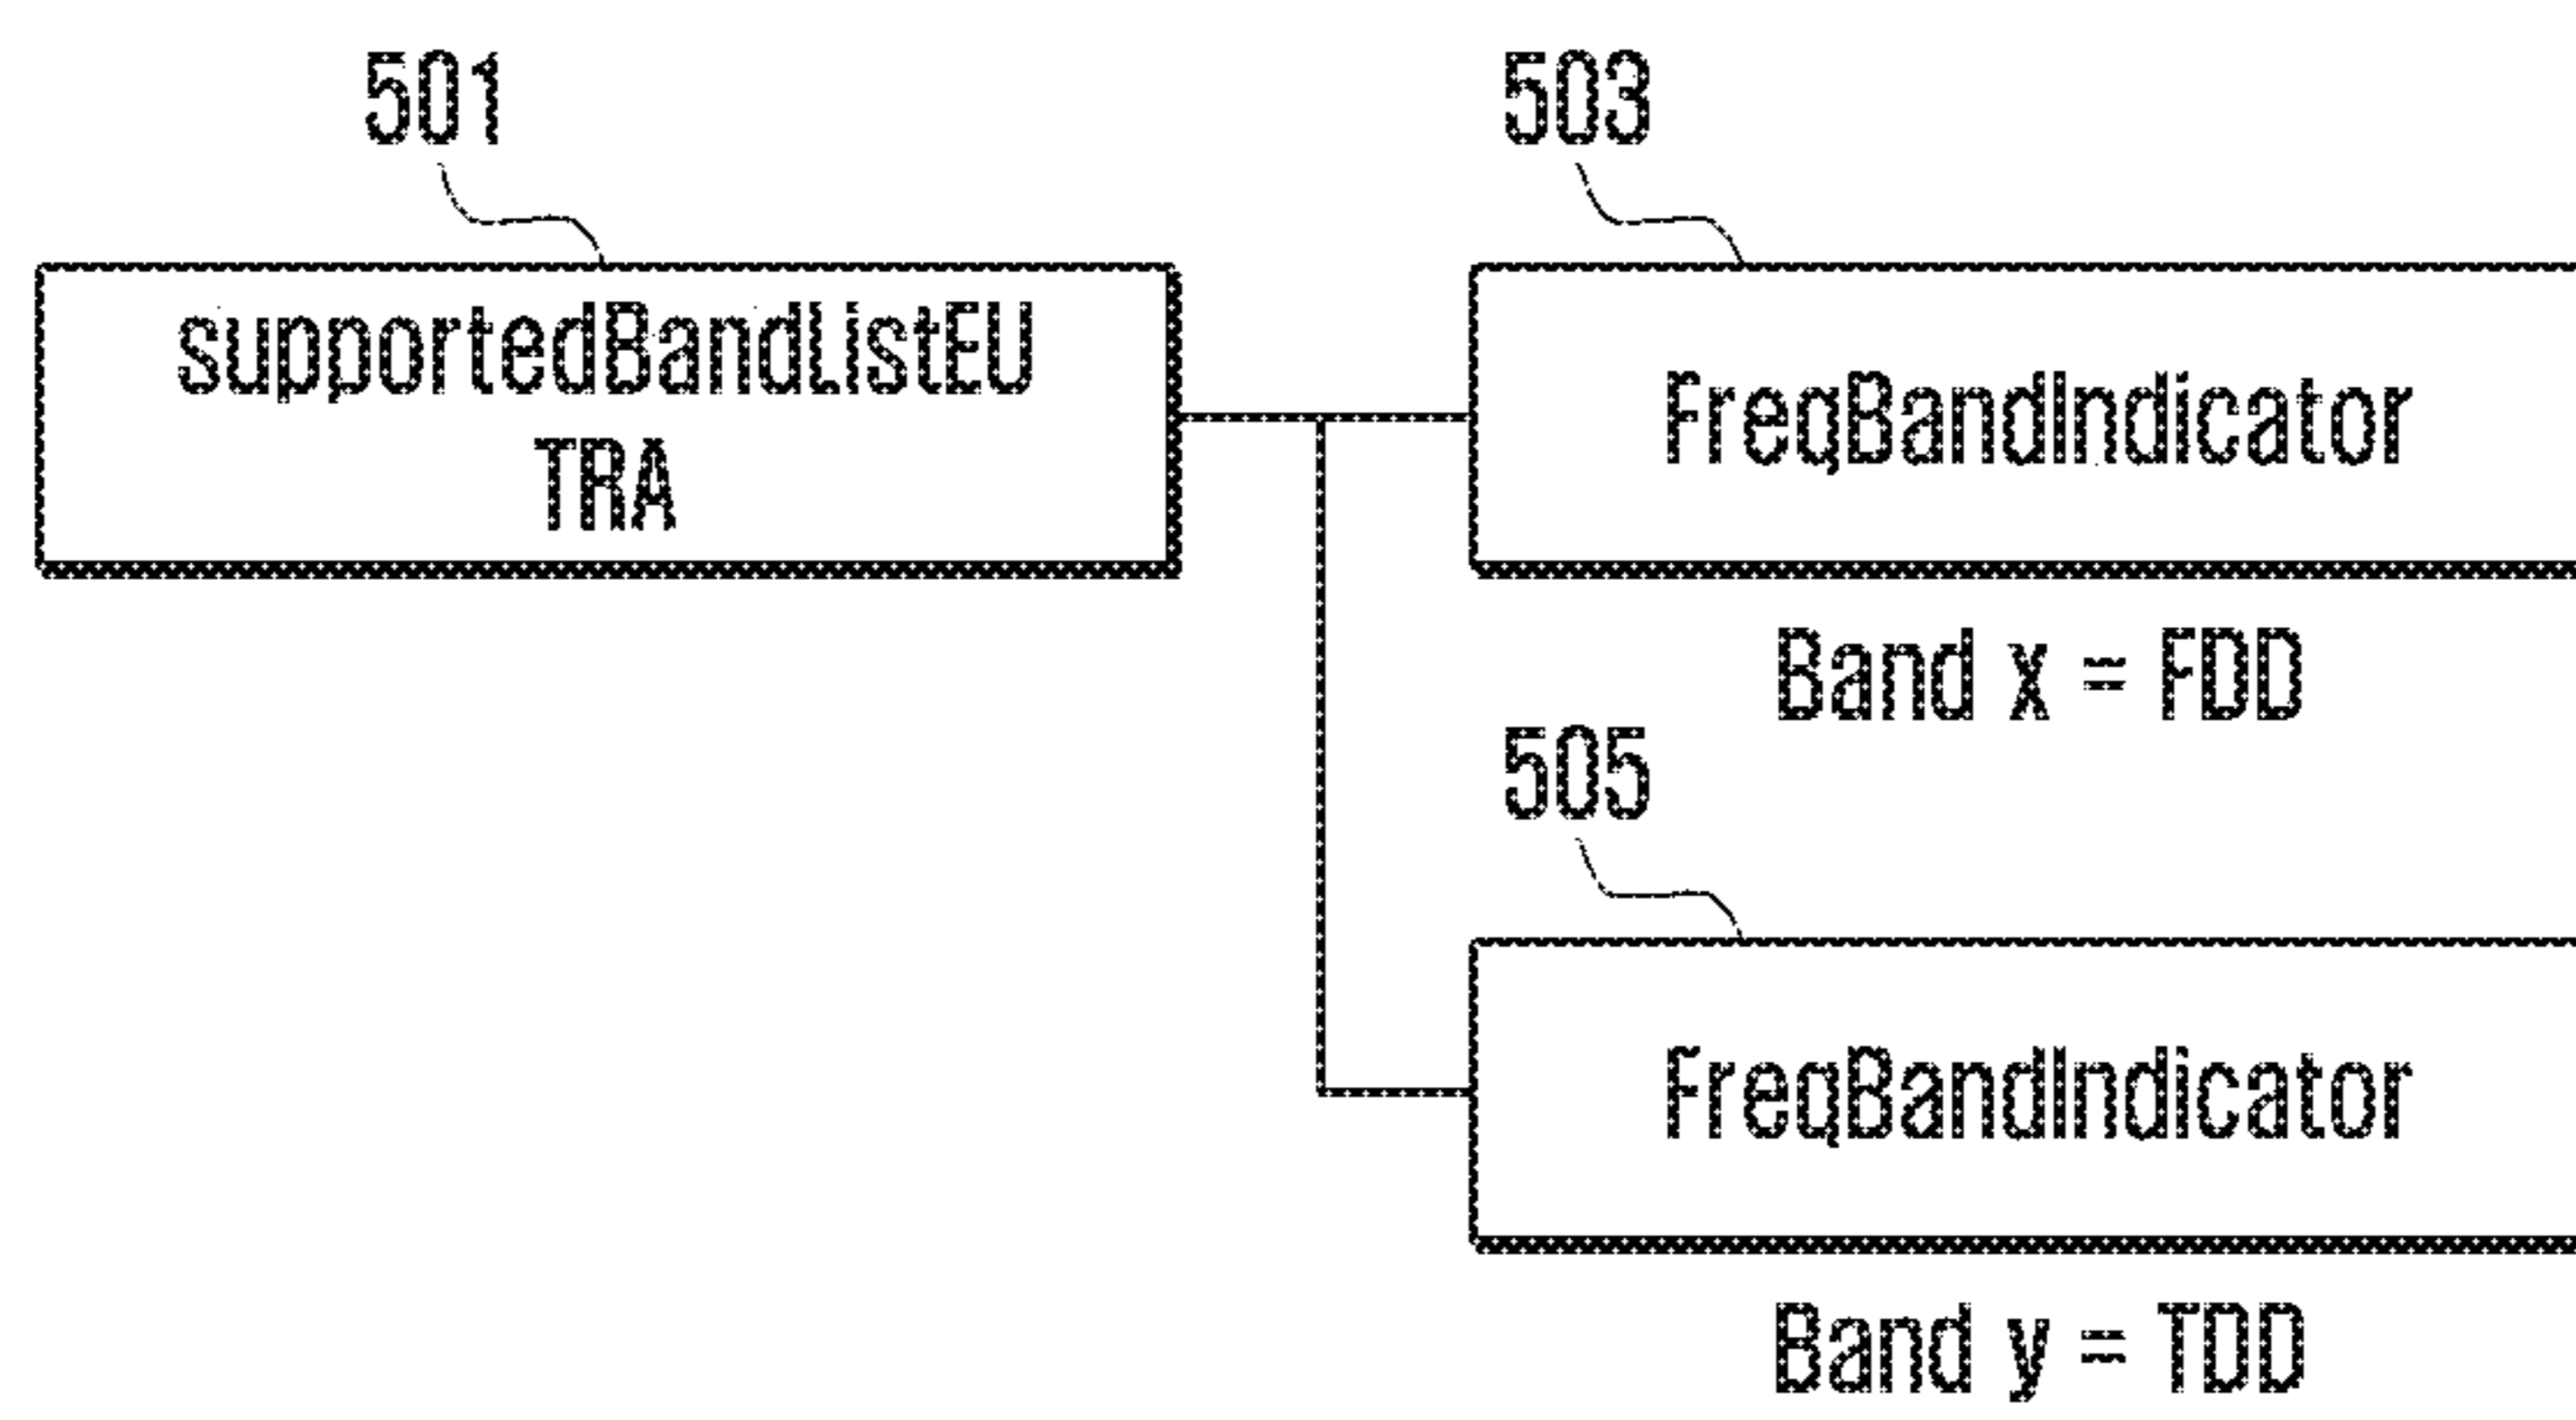 501
503
supportedBandListEU
TRA
FreqBandIndicator
Band x = FDD
505
FreqBandIndicator
Band y = TDD